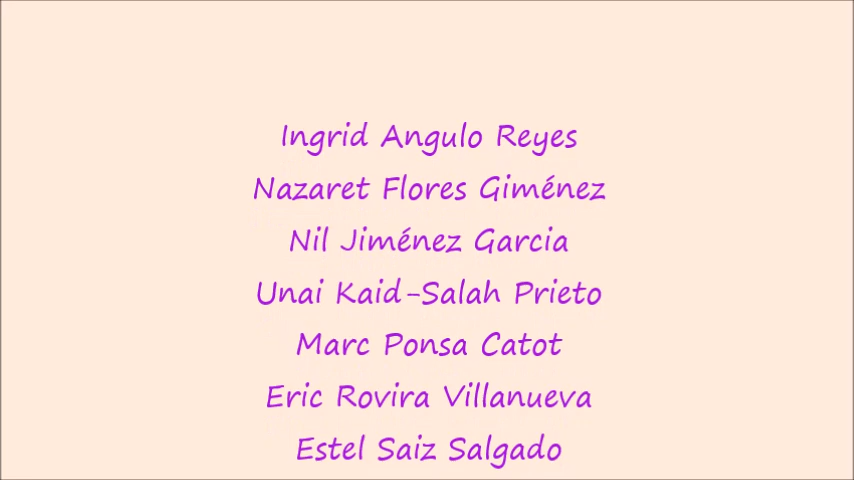 Ingrid Angulo Reyes
Nazaret Flores Giménez
Nil Jiménez Garcia
Unai Kaid-Salah Prieto
Marc Ponsa Catot
Eric Rovira Villanueva
Estel Saiz Salgado